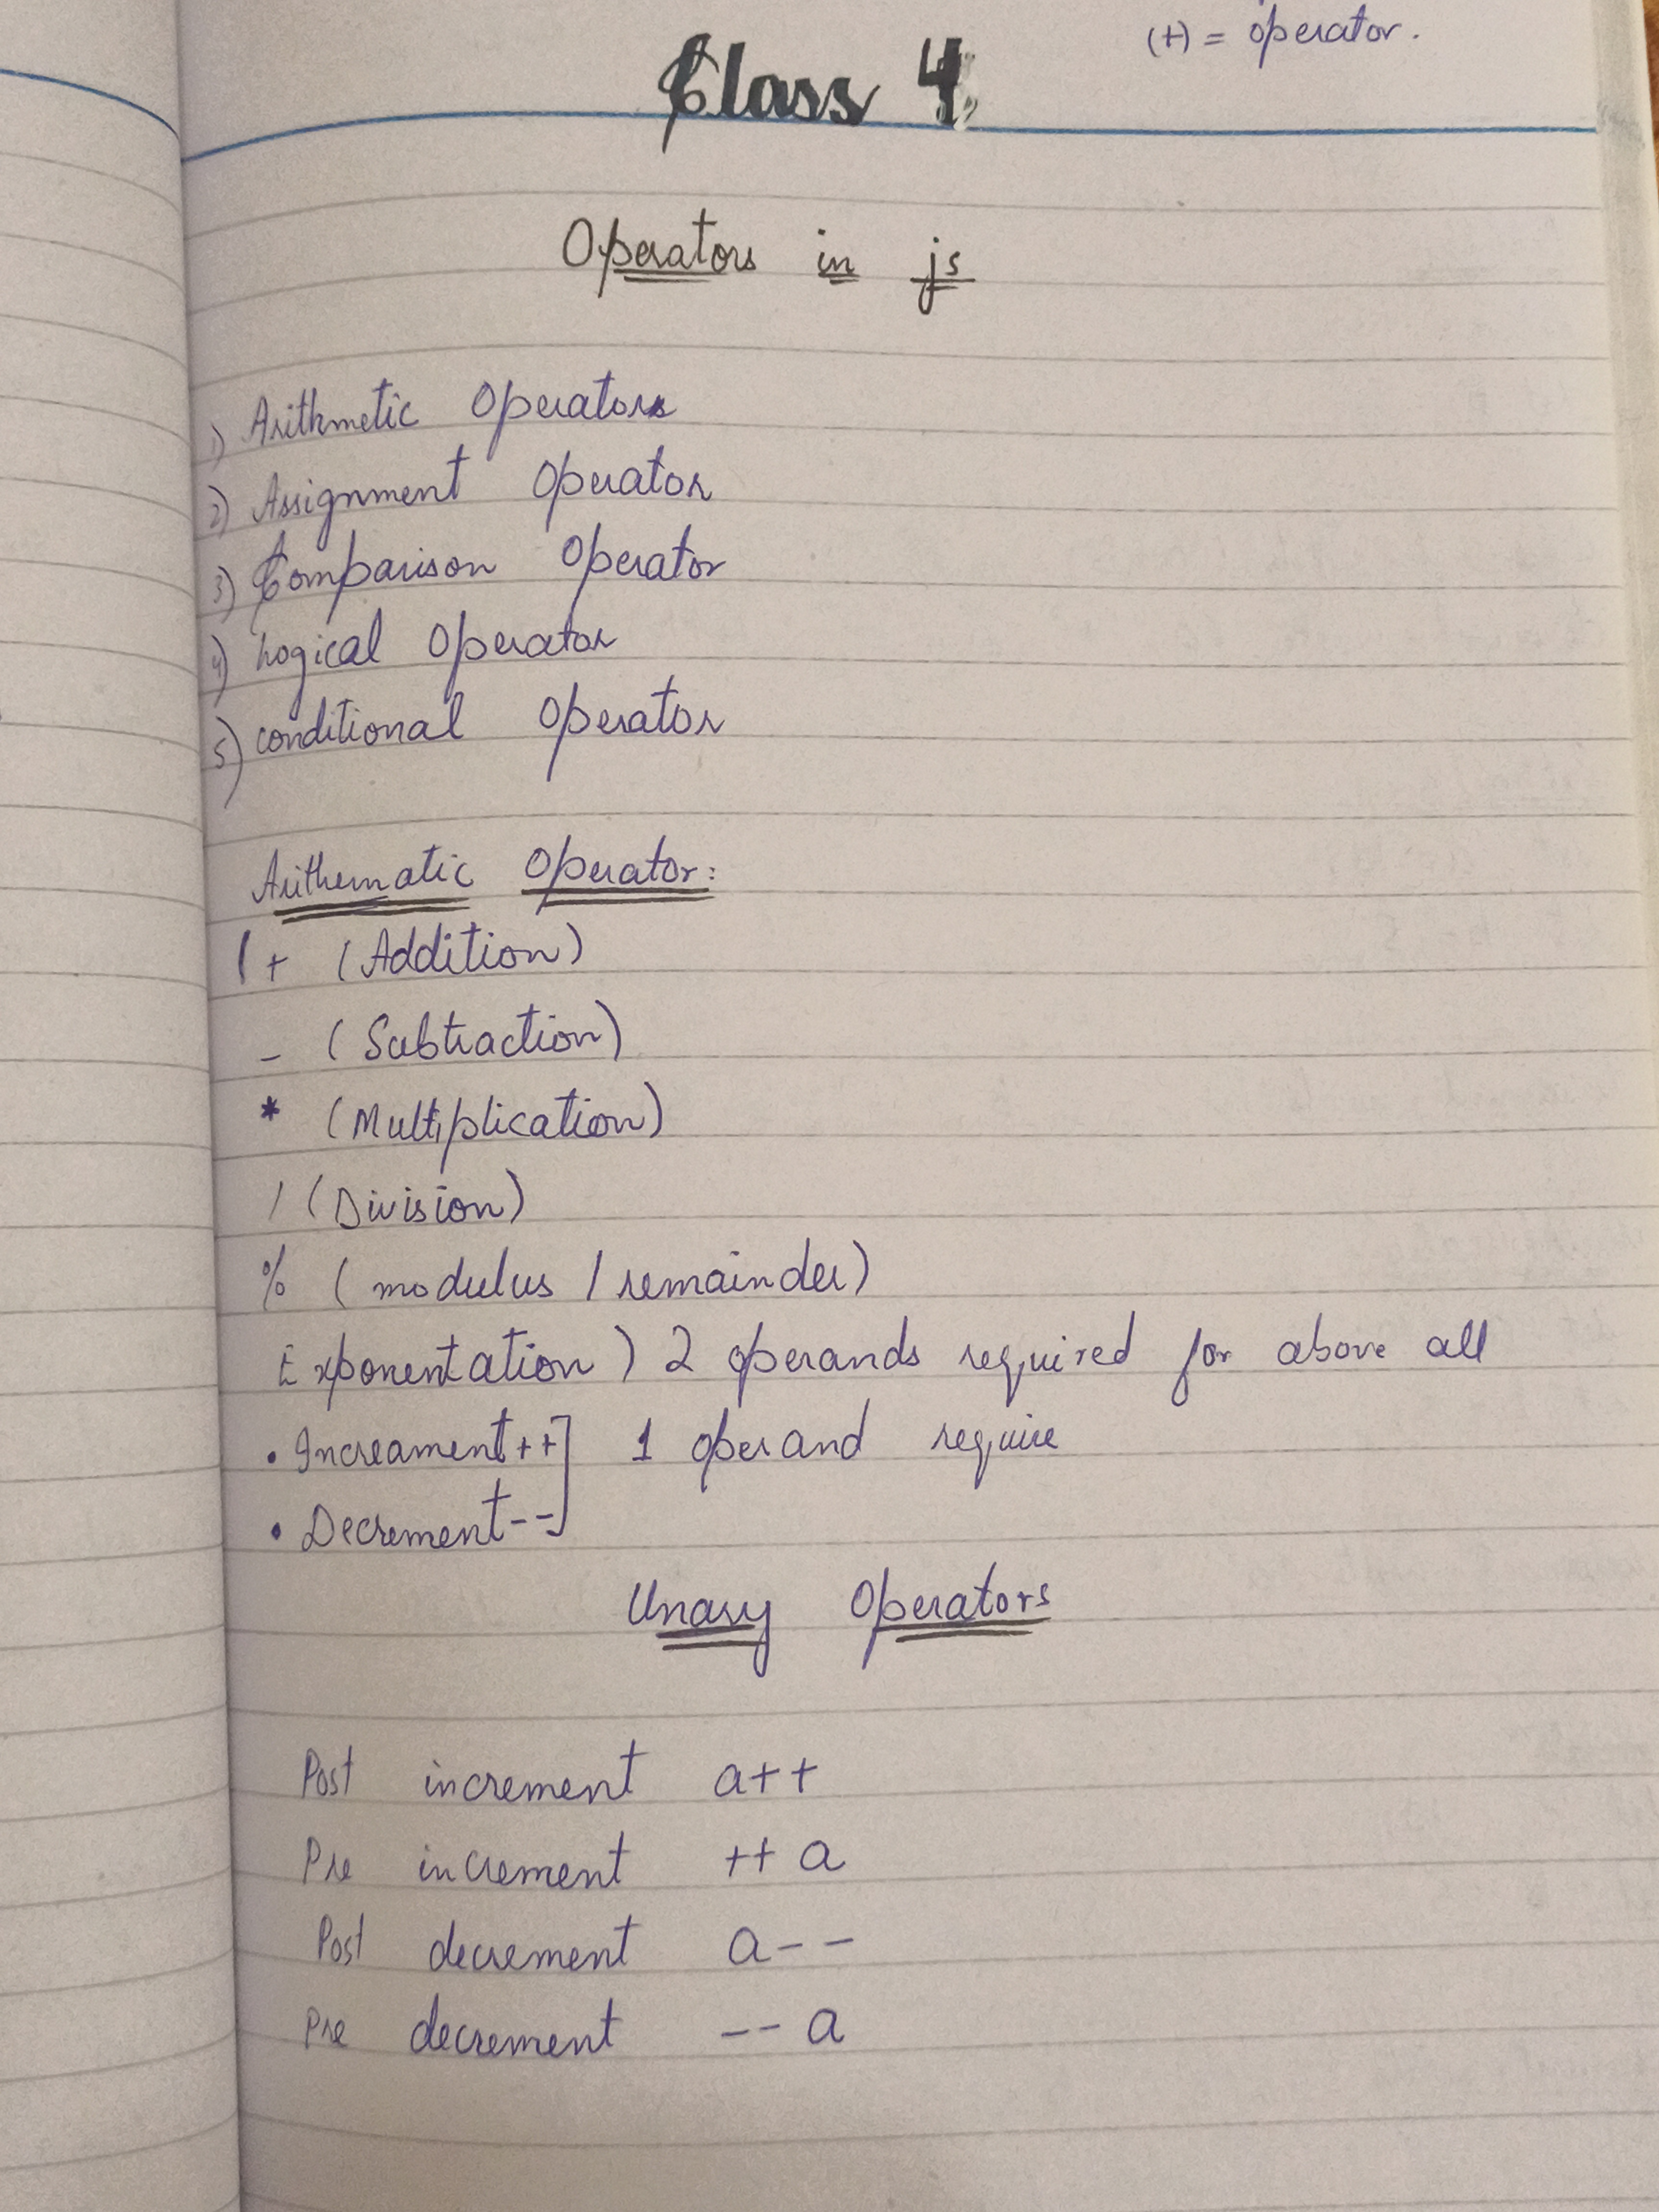 (+) = operator.
Class 4
Operators in js
1) Arithmetic Operators
2) Assignment Operator
3) Comparison Operator
4) Logical Operator
5) conditional Operator
Arithematic Operator:
+ (Addition)
- (Subtraction)
* (Multiplication)
/ (Division)
% (modulus / remainder)
Exponentation) 2 operands required for above all
• Increament++] 1 operand require
• Decrement--
Unary Operators
Post increment a++
Pre increment ++ a
Post decrement a--
Pre decrement -- a